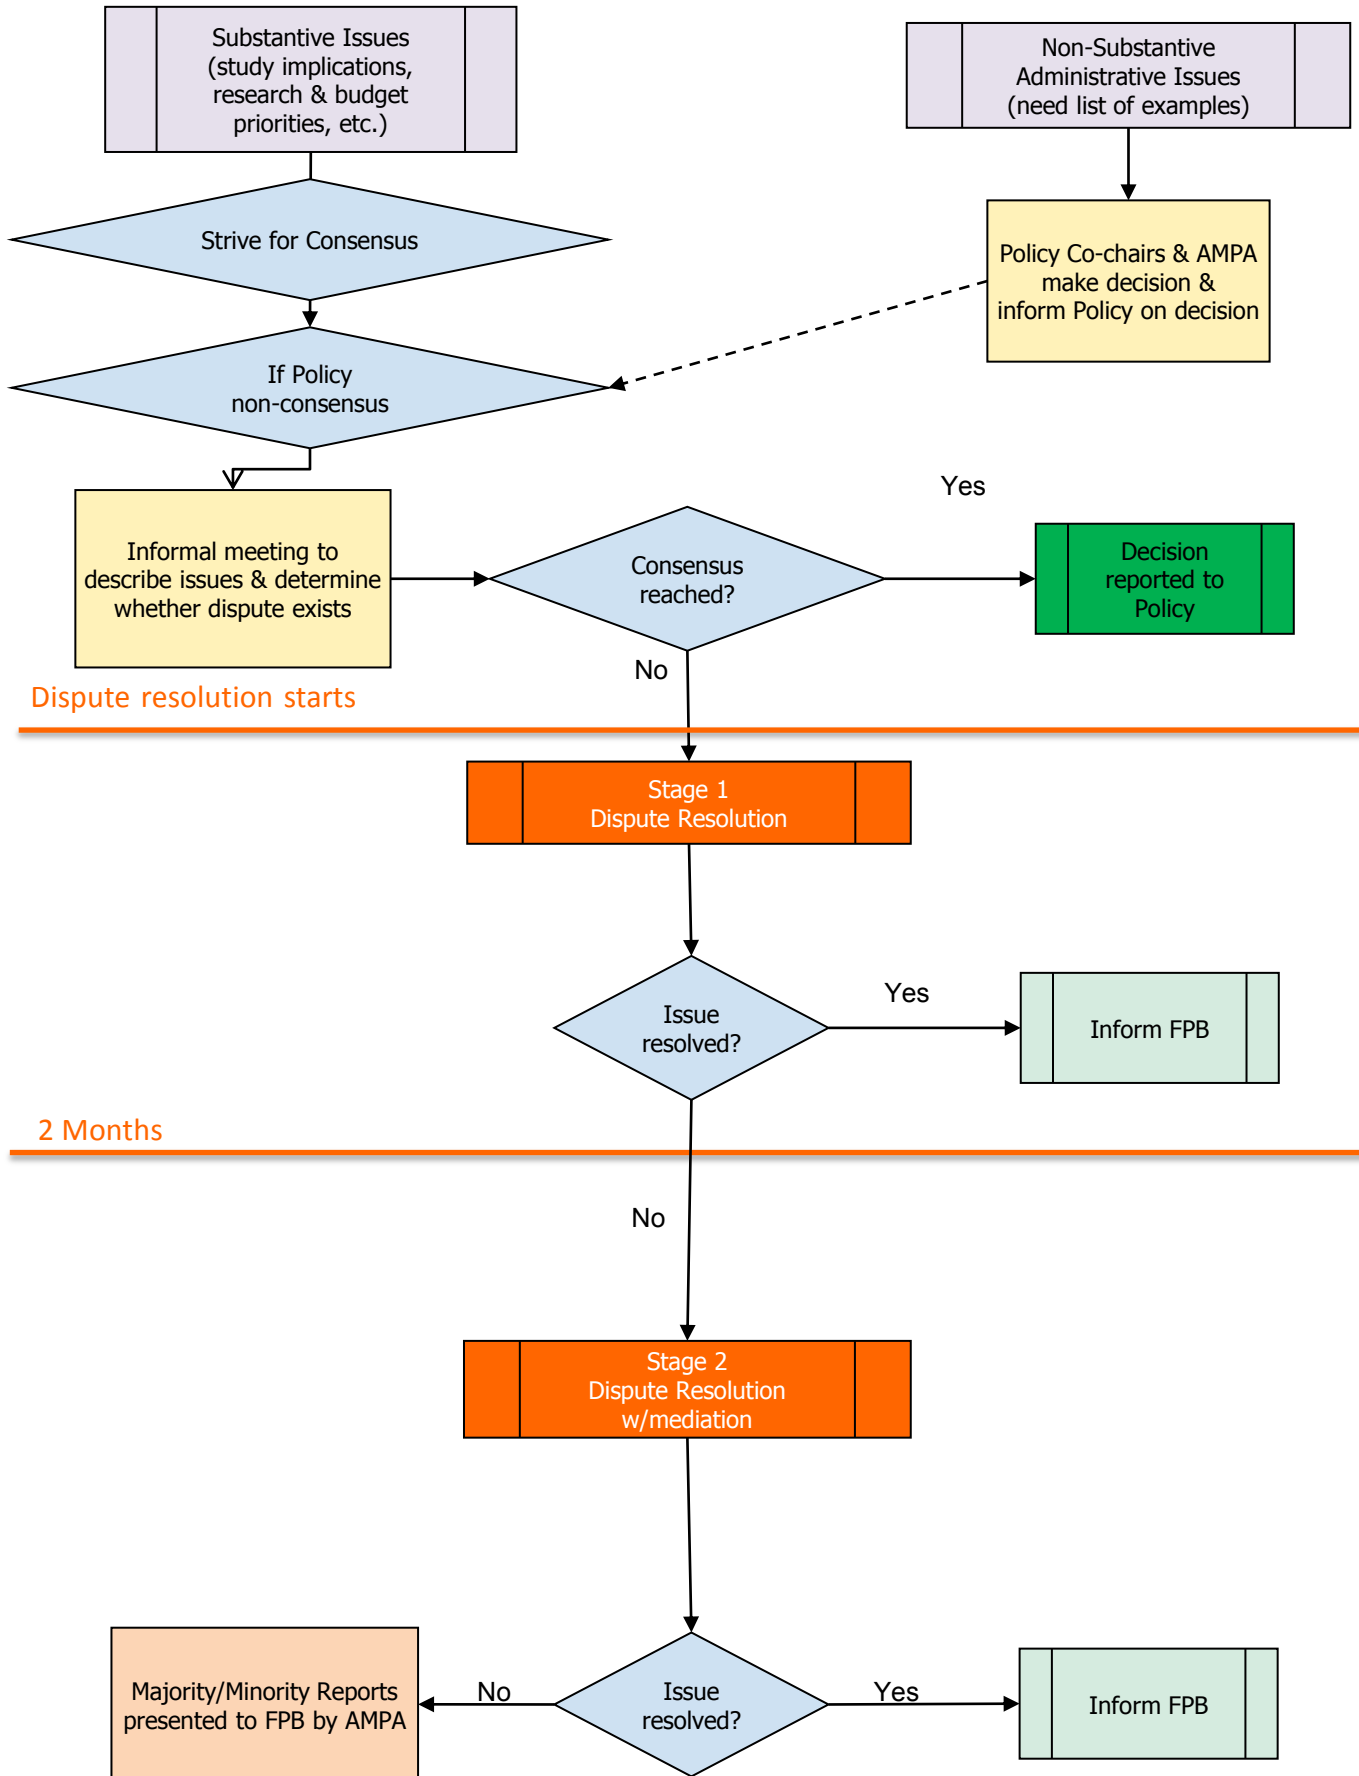 Substantive Issues
(study implications,
research & budget
priorities, etc.)
Non-Substantive
Administrative Issues
(need list of examples)
Strive for Consensus
Policy Co-chairs & AMPA
make decision &
inform Policy on decision
If Policy
non-consensus
Informal meeting to
describe issues & determine
whether dispute exists
Consensus
reached?
Yes
Decision
reported to
Policy
No
Dispute resolution starts
Stage 1
Dispute Resolution
Issue
resolved?
Yes
Inform FPB
2 Months
No
Stage 2
Dispute Resolution
w/mediation
Majority/Minority Reports
presented to FPB by AMPA
No
Issue
resolved?
Yes
Inform FPB